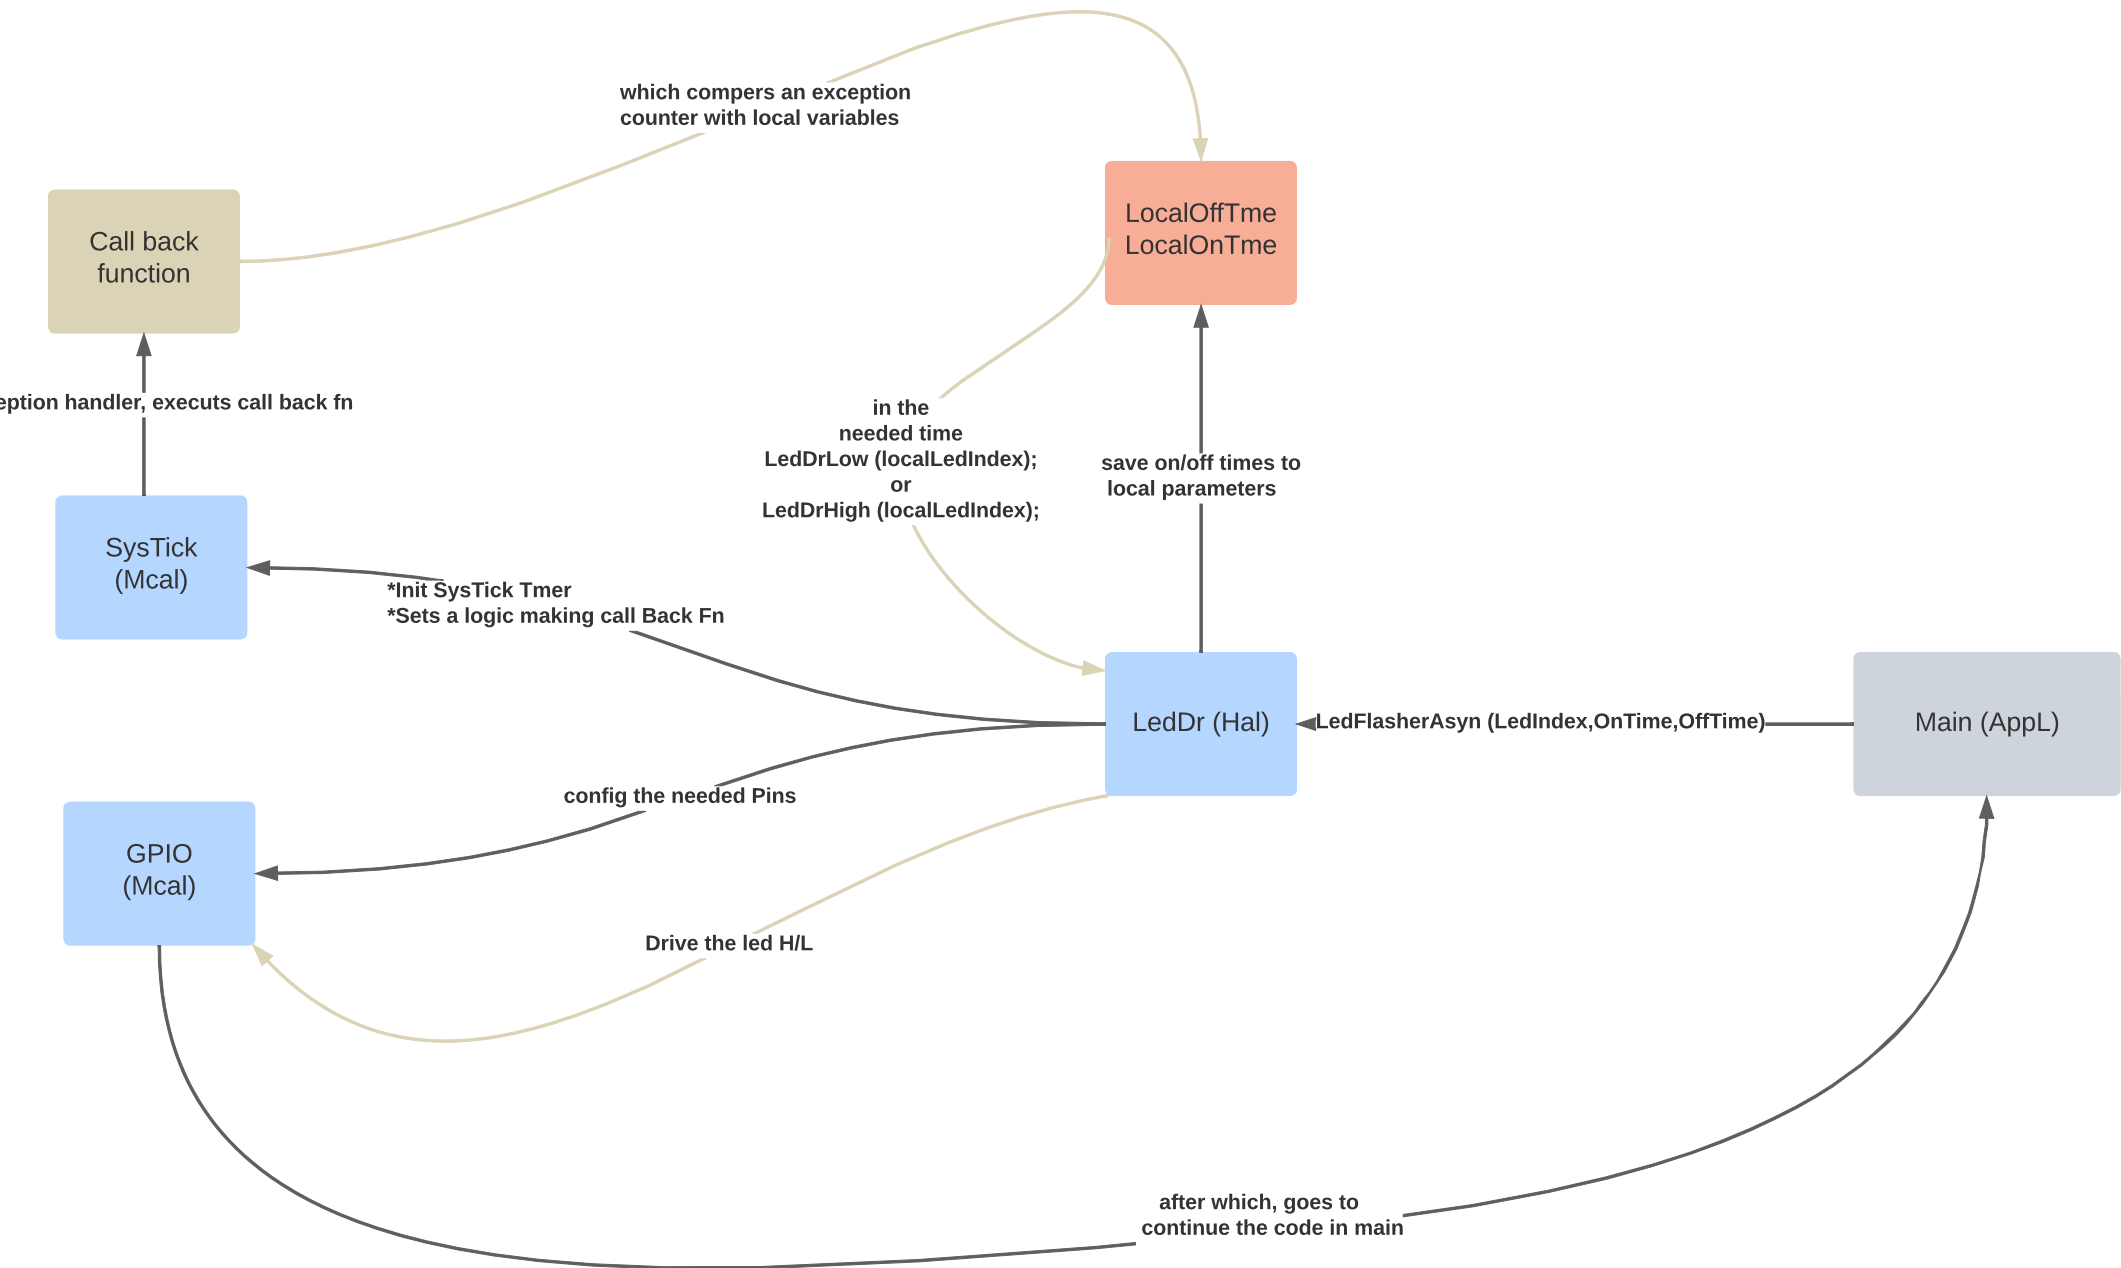 which compers an exception
counter with local variables
LocalOffTme
LocalOnTme
Call back
function
eption handler, executs call back fn
in the
needed time
LedDrLow (localLedIndex);
or
LedDrHigh (localLedIndex);
save on/off times to
local parameters
SysTick
(Mcal)
*Init SysTick Tmer
*Sets a logic making call Back Fn
LedDr (Hal)
LedFlasherAsyn (LedIndex,OnTime,OffTime)
Main (AppL)
config the needed Pins
GPIO
(Mcal)
Drive the led H/L
after which, goes to
continue the code in main